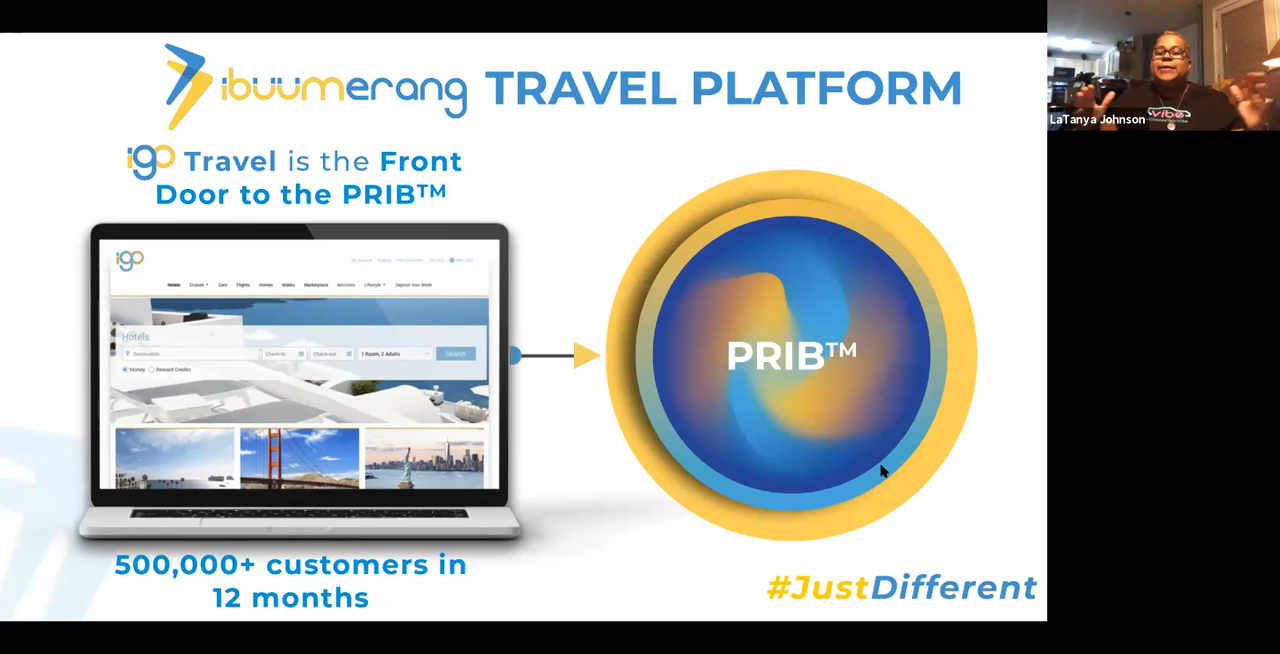 ibuumerang TRAVEL PLATFORM
igo Travel is the Front
Door to the PRIB™
igo
Hotels Cruises Cars Flights Homes Weeks Marketplace Activities Lifestyle Deposit Your Week
Hotels
Destination Check-in Check-out 1 Room, 2 Adults Search
Money Reward Credits
PRIB™
500,000+ customers in
12 months
#JustDifferent
vibe
LaTanya Johnson